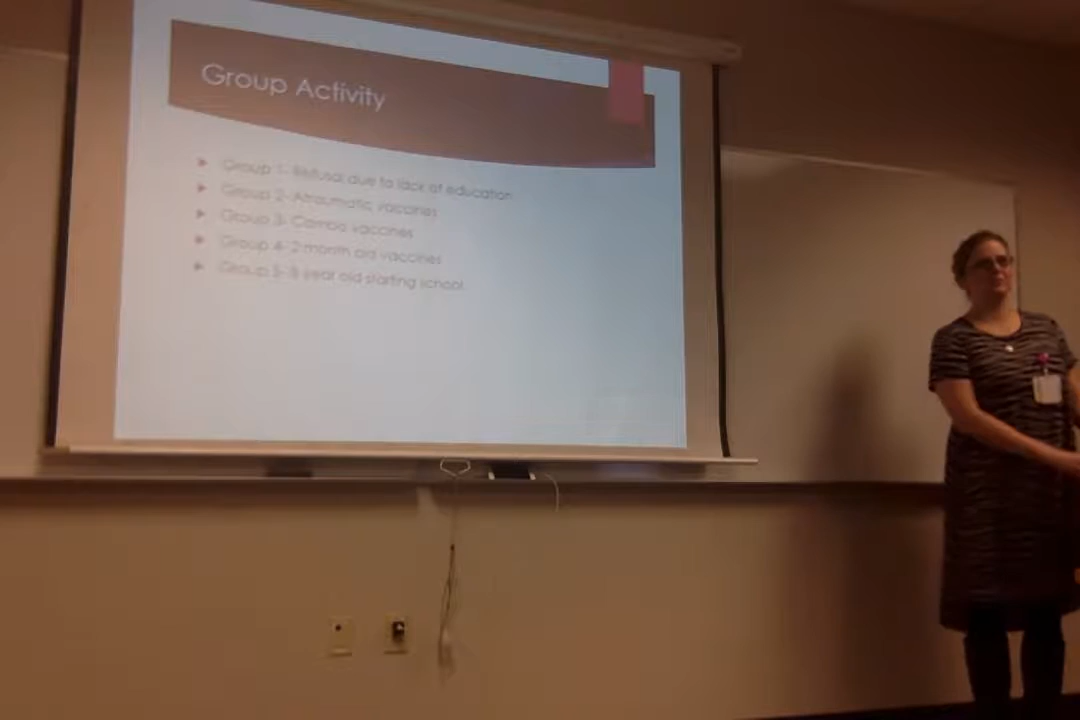 Group Activity
Group 1- Refusal due to lack of education
Group 2- Atraumatic vaccines
Group 3- Combo vaccines
Group 4- 2 month old vaccines
Group 5- year old starting school